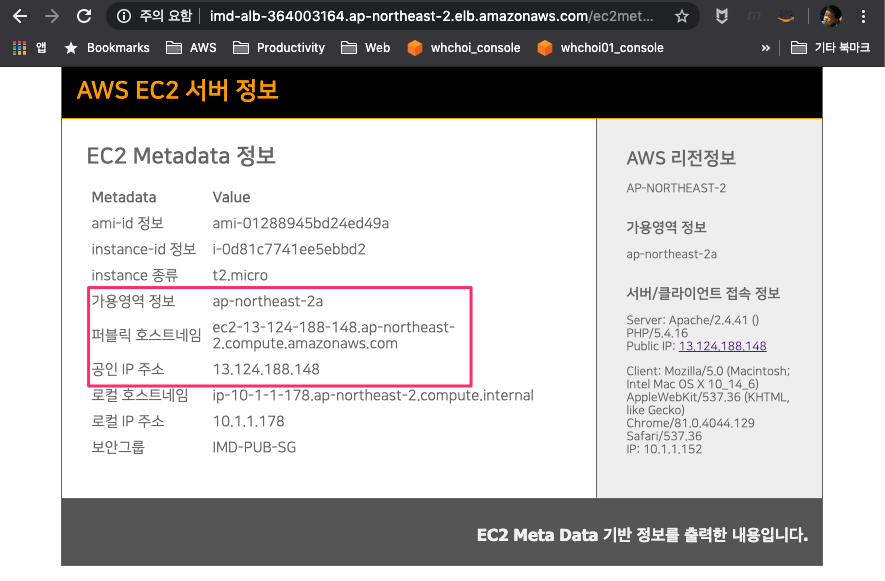 주의 요함
imd-alb-364003164.ap-northeast-2.elb.amazonaws.com/ec2met...
앱
Bookmarks
AWS
Productivity
Web
whchoi_console
whchoi01_console
»
기타 북마크
AWS EC2 서버 정보
EC2 Metadata 정보
Metadata Value
ami-id 정보 ami-01288945bd24ed49a
instance-id 정보 i-0d81c7741ee5ebbd2
instance 종류 t2.micro
가용영역 정보 ap-northeast-2a
퍼블릭 호스트네임 ec2-13-124-188-148.ap-northeast-
2.compute.amazonaws.com
공인 IP 주소 13.124.188.148
로컬 호스트네임 ip-10-1-1-178.ap-northeast-2.compute.internal
로컬 IP 주소 10.1.1.178
보안그룹 IMD-PUB-SG
AWS 리전정보
AP-NORTHEAST-2
가용영역 정보
ap-northeast-2a
서버/클라이언트 접속 정보
Server: Apache/2.4.41 ()
PHP/5.4.16
Public IP: 13.124.188.148
Client: Mozilla/5.0 (Macintosh;
Intel Mac OS X 10_14_6)
AppleWebKit/537.36 (KHTML,
like Gecko)
Chrome/81.0.4044.129
Safari/537.36
IP: 10.1.1.152
EC2 Meta Data 기반 정보를 출력한 내용입니다.